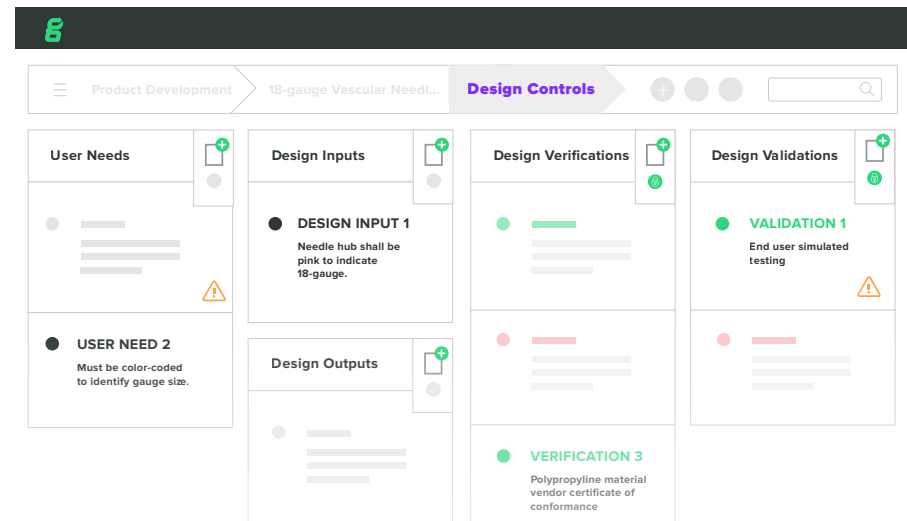 Product Development
18-gauge Vascular Needl...
Design Controls
User Needs
USER NEED 2
Must be color-coded
to identify gauge size.
Design Inputs
DESIGN INPUT 1
Needle hub shall be
pink to indicate
18-gauge.
Design Outputs
Design Verifications
VERIFICATION 3
Polypropyline material
vendor certificate of
conformance
Design Validations
VALIDATION 1
End user simulated
testing